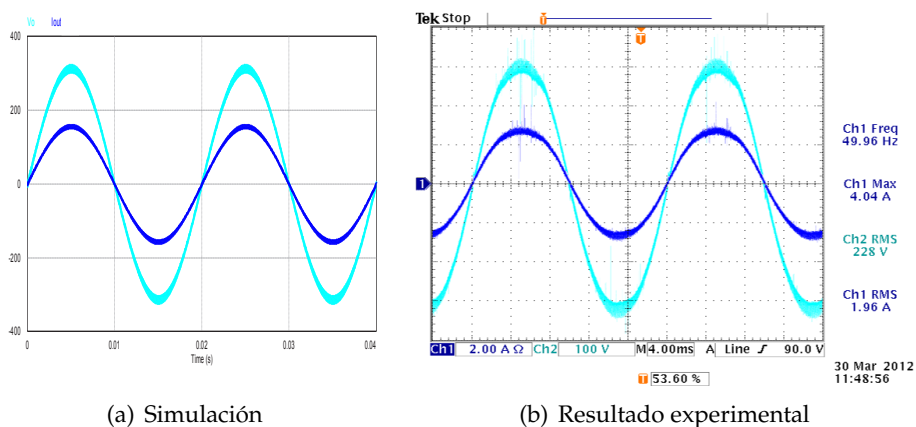 Vo Iout
400
200
0
-200
-400
0 0.01 0.02 0.03 0.04
Time (s)
(a) Simulación
Tek Stop
T
T
1
Ch1 Freq
49.96 Hz
Ch1 Max
4.04 A
Ch2 RMS
228 V
Ch1 RMS
1.96 A
Ch1 2.00 A Ω Ch2 100 V M 4.00ms A Line ʃ 90.0 V
T 53.60 %
30 Mar 2012
11:48:56
(b) Resultado experimental